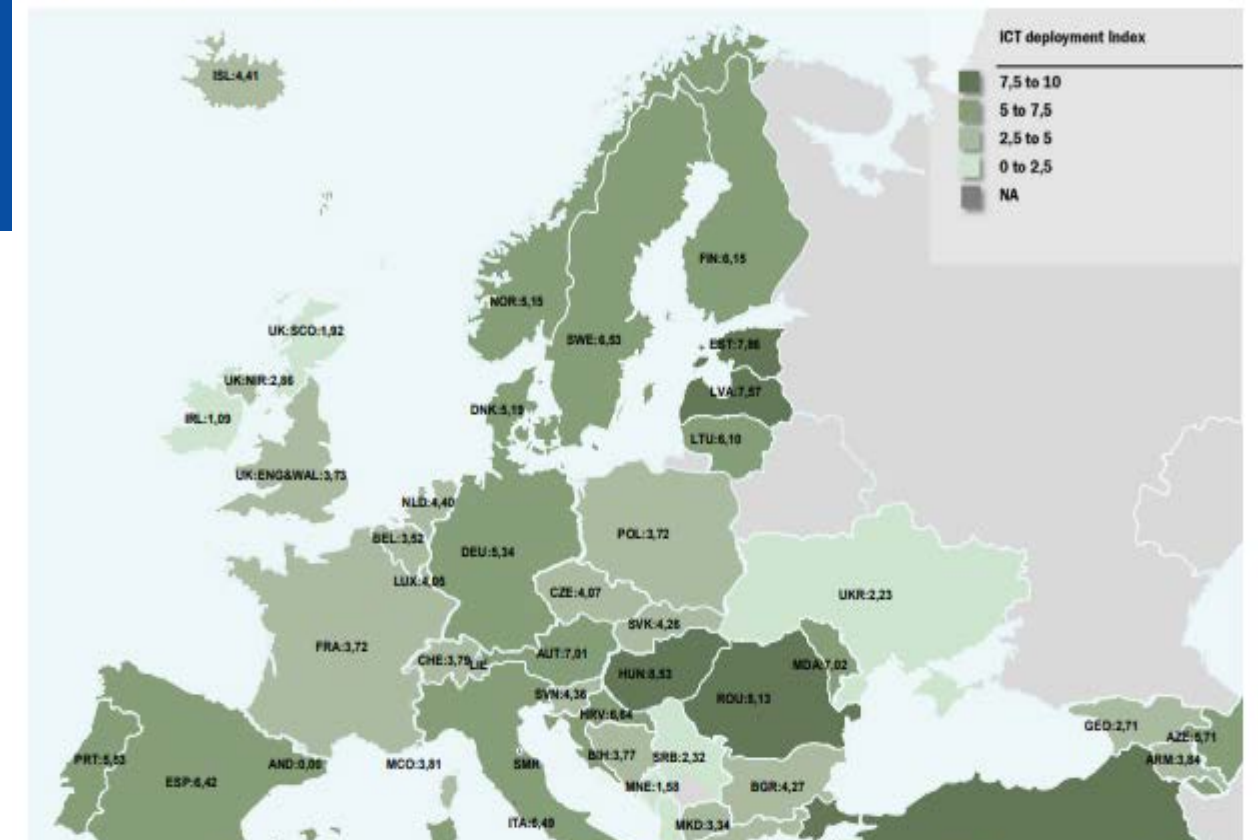 ICT deployment Index
7,5 to 10
5 to 7,5
2,5 to 5
0 to 2,5
NA
ISL:4,41
FIN:6,15
NOR:5,15
UK:SCO:1,92
SWE:6,53
EST:7,86
UK:NIR:2,86
LVA:7,57
DNK:5,19
IRL:1,09
LTU:6,10
UK:ENG&WAL:3,73
NLD:4,40
POL:3,72
BEL:3,52
DEU:5,34
LUX:4,05
CZE:4,07
UKR:2,23
SVK:4,26
FRA:3,72
AUT:7,01
CHE:3,79
LIE
MDA:7,02
HUN:8,53
SVN:4,36
ROU:8,13
HRV:6,64
GEO:2,71
AZE:5,71
BIH:3,77
SRB:2,32
PRT:5,53
AND:0,00
MCO:3,81
SMR
ARM:3,84
ESP:6,42
MNE:1,58
BGR:4,27
ITA:6,49
MKD:3,34